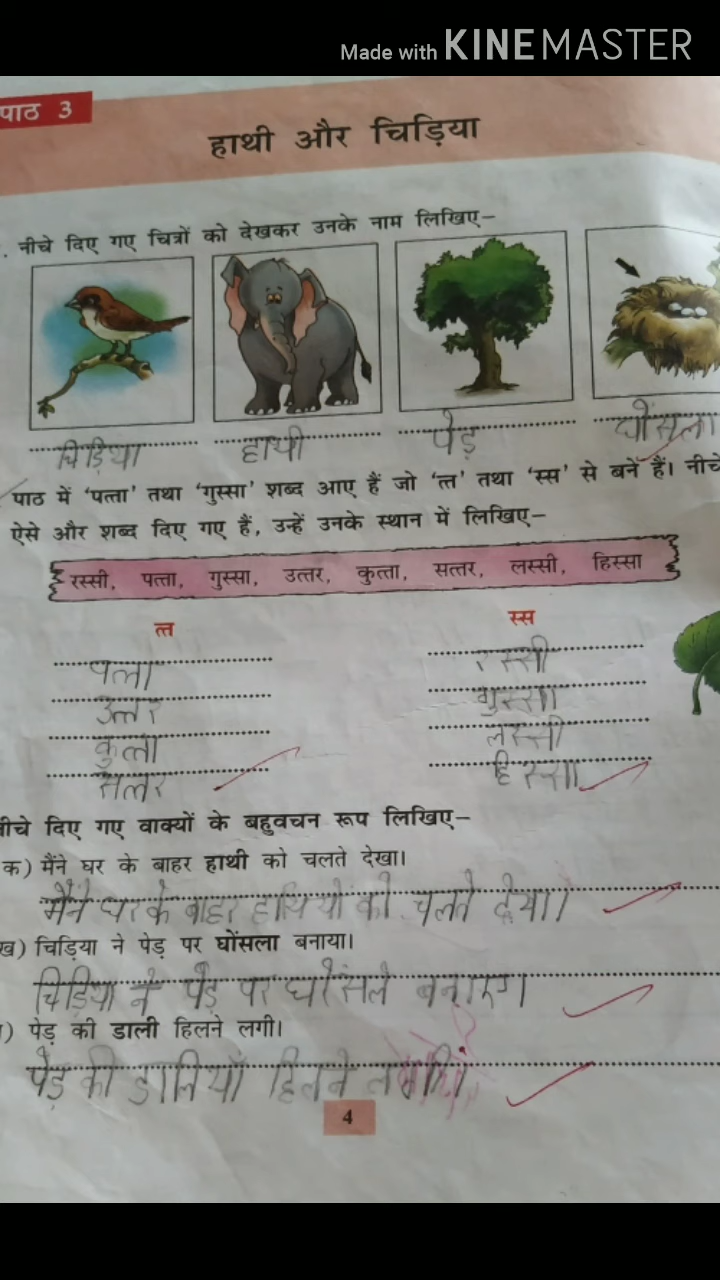 Made with KINEMASTER
पाठ 3
हाथी और चिड़िया
. नीचे दिए गए चित्रों को देखकर उनके नाम लिखिए–
चिड़िया हाथी पेड़ घोंसला
पाठ में 'पत्ता' तथा 'गुस्सा' शब्द आए हैं जो 'त्त' तथा 'स्स' से बने हैं। नीचे
ऐसे और शब्द दिए गए हैं, उन्हें उनके स्थान में लिखिए–
रस्सी, पत्ता, गुस्सा, उत्तर, कुत्ता, सत्तर, लस्सी, हिस्सा
त्त स्स
पत्ता रस्सी
उत्तर गुस्सा
कुत्ता लस्सी
सत्तर हिस्सा
नीचे दिए गए वाक्यों के बहुवचन रूप लिखिए–
क) मैंने घर के बाहर हाथी को चलते देखा।
मैंने घर के बाहर हाथियों को चलते देखा।
ख) चिड़िया ने पेड़ पर घोंसला बनाया।
चिड़िया ने पेड़ पर घोंसले बनाए।
) पेड़ की डाली हिलने लगी।
पेड़ की डालियाँ हिलने लगीं
4